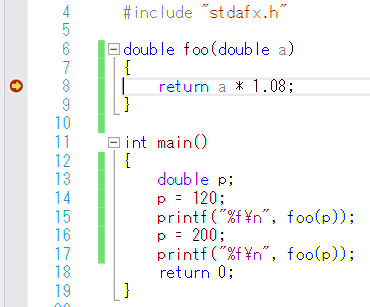 4 #include "stdafx.h"
5
6 double foo(double a)
7 {
8 return a * 1.08;
9 }
10
11 int main()
12 {
13 double p;
14 p = 120;
15 printf("%f¥n", foo(p));
16 p = 200;
17 printf("%f¥n", foo(p));
18 return 0;
19 }